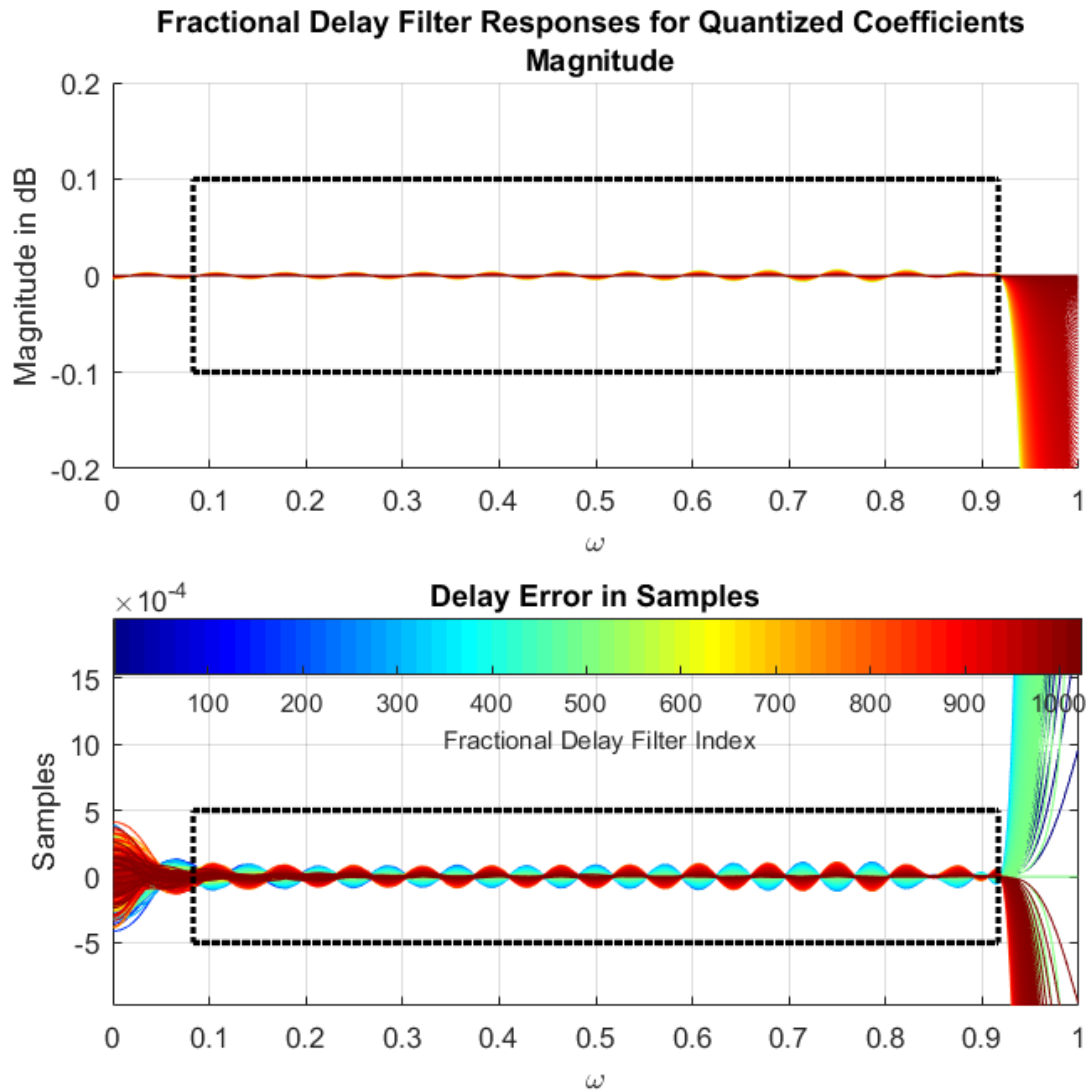 Fractional Delay Filter Responses for Quantized Coefficients
Magnitude
0.2
0.1
0
-0.1
-0.2
Magnitude in dB
0 0.1 0.2 0.3 0.4 0.5 0.6 0.7 0.8 0.9 1
ω
×10⁻⁴
Delay Error in Samples
100 200 300 400 500 600 700 800 900 1000
Fractional Delay Filter Index
15
10
5
0
-5
Samples
0 0.1 0.2 0.3 0.4 0.5 0.6 0.7 0.8 0.9 1
ω